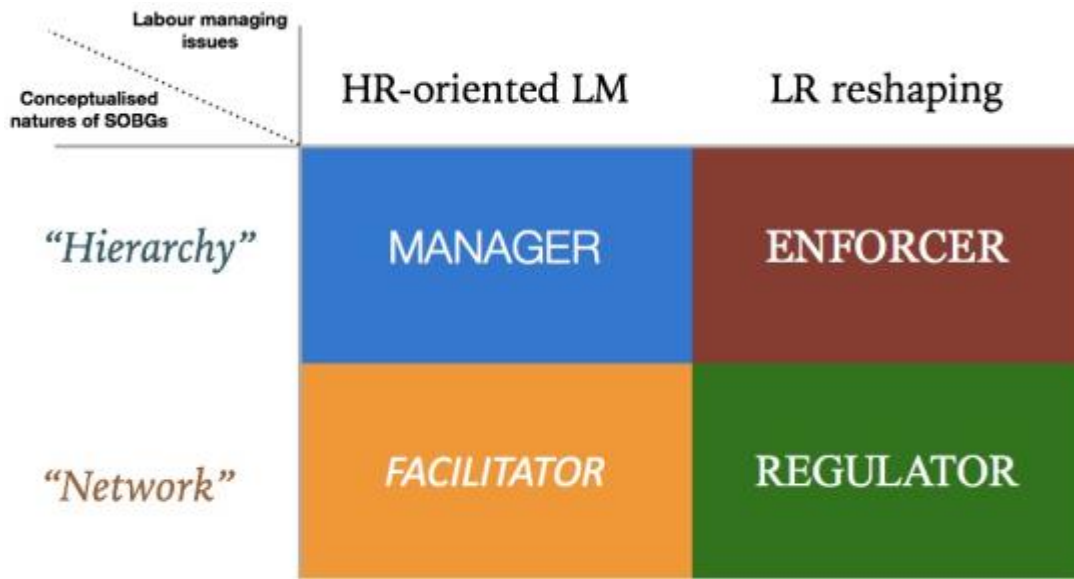 Labour managing
issues
Conceptualised
natures of SOBGs
HR-oriented LM
LR reshaping
“Hierarchy”
MANAGER
ENFORCER
“Network”
FACILITATOR
REGULATOR